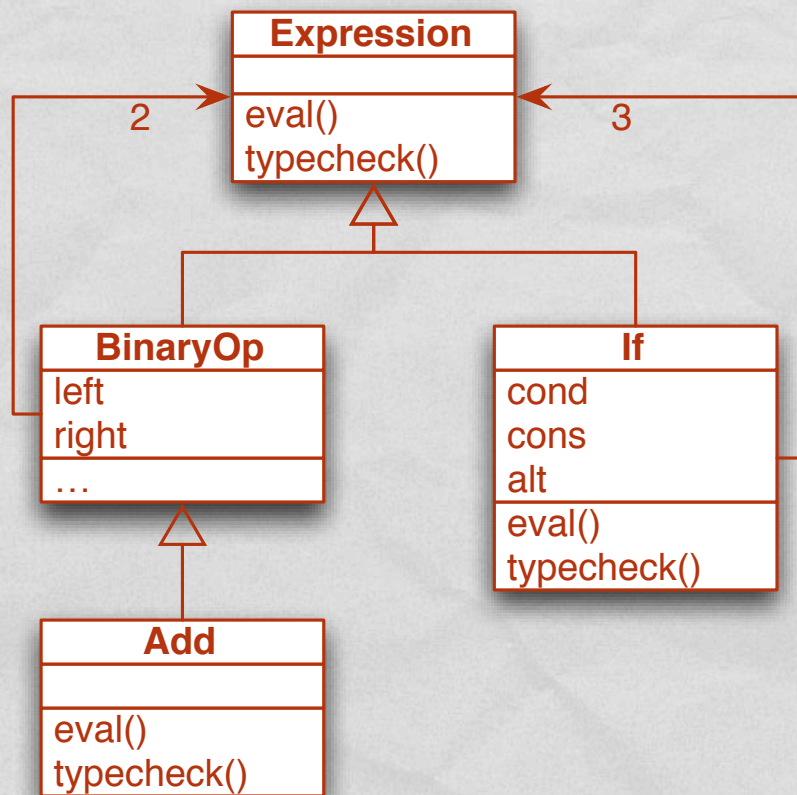 Expression
2
3
eval()
typecheck()
BinaryOp
left
right
…
If
cond
cons
alt
eval()
typecheck()
Add
eval()
typecheck()